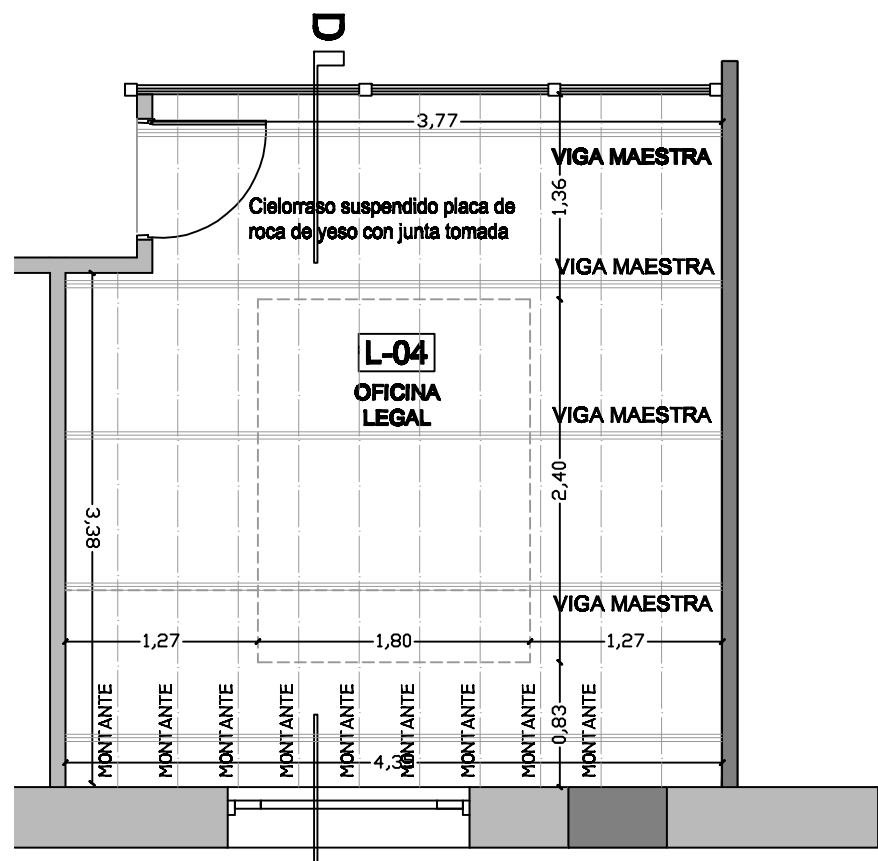 D
3,77
VIGA MAESTRA
1,36
Cielorraso suspendido placa de
roca de yeso con junta tomada
VIGA MAESTRA
L-04
OFICINA
LEGAL
VIGA MAESTRA
2,40
3,38
VIGA MAESTRA
1,27
1,80
1,27
MONTANTE
MONTANTE
MONTANTE
MONTANTE
MONTANTE
MONTANTE
MONTANTE
MONTANTE
MONTANTE
0,83